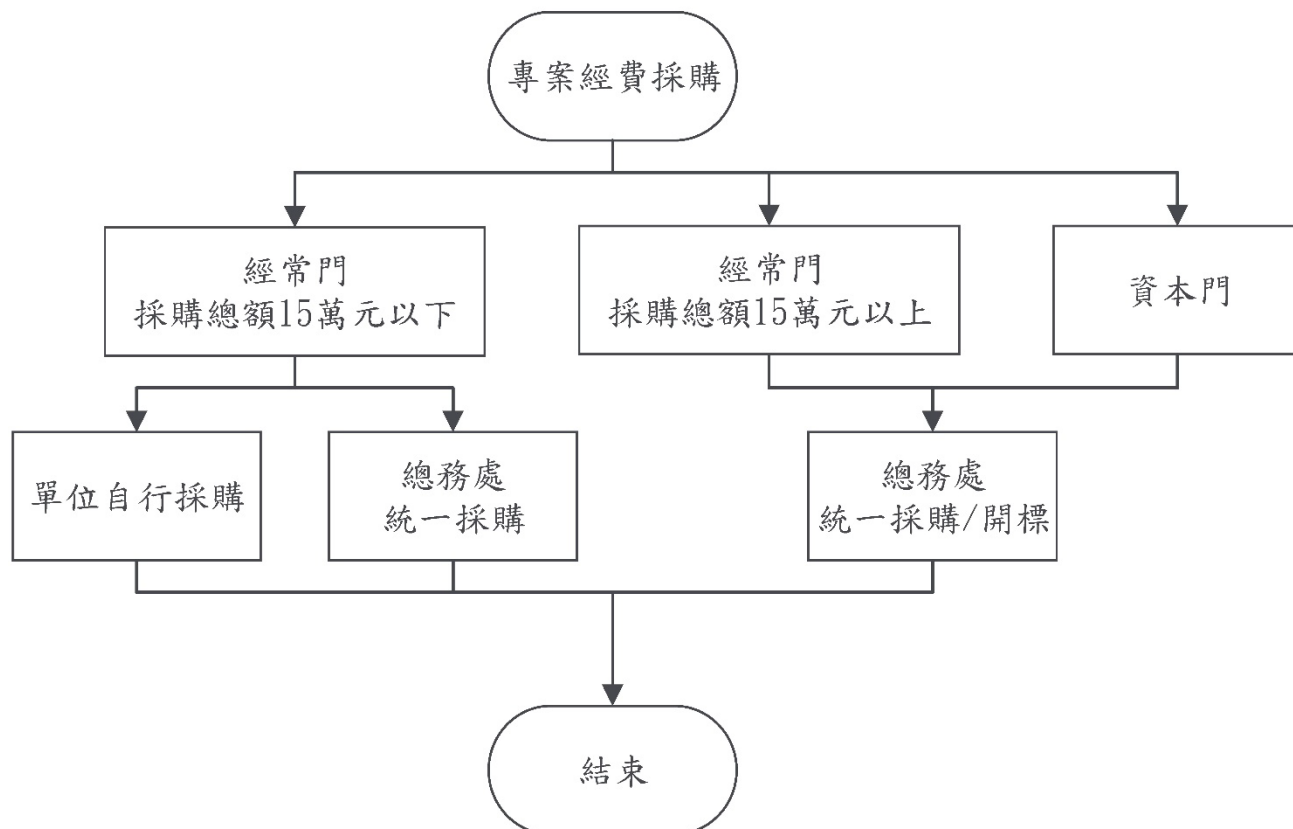 專案經費採購
經常門
採購總額15萬元以下
經常門
採購總額15萬元以上
資本門
單位自行採購
總務處
統一採購
總務處
統一採購/開標
結束